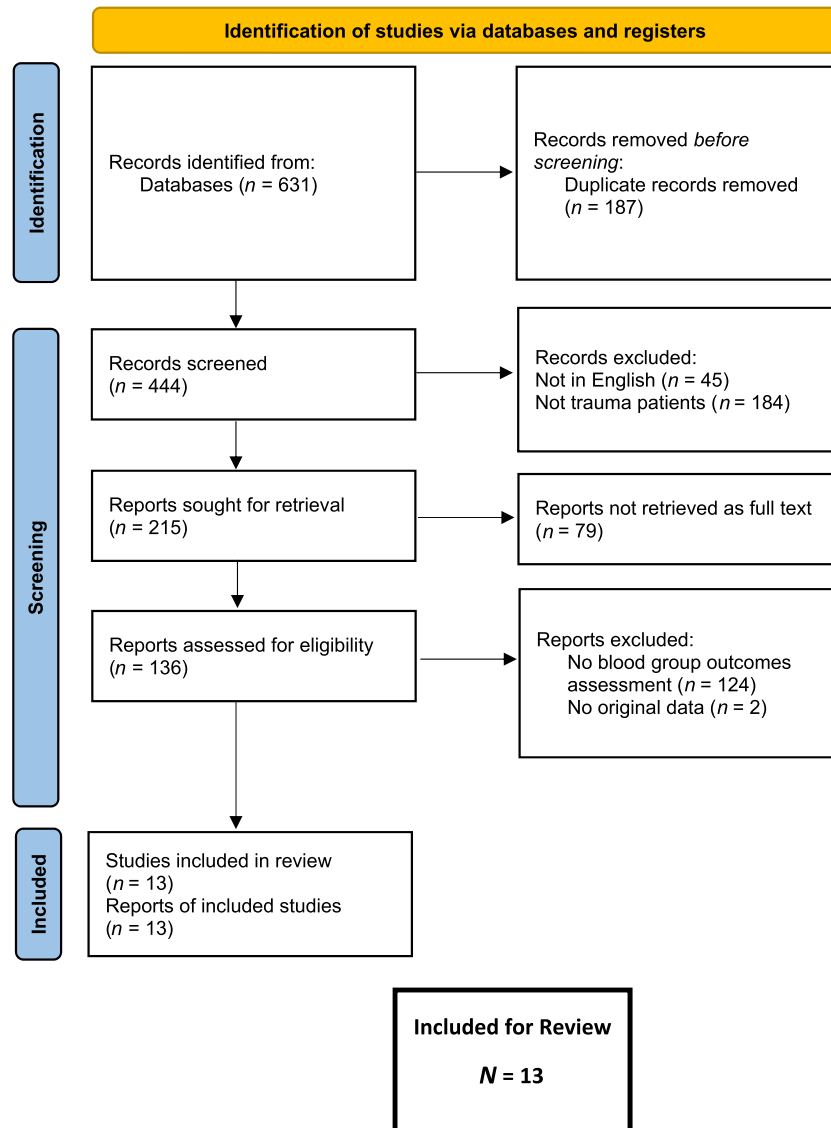 Identification of studies via databases and registers
Identification
Records identified from:
Databases (n = 631)
Records removed before
screening:
Duplicate records removed
(n = 187)
Screening
Records screened
(n = 444)
Records excluded:
Not in English (n = 45)
Not trauma patients (n = 184)
Reports sought for retrieval
(n = 215)
Reports not retrieved as full text
(n = 79)
Reports assessed for eligibility
(n = 136)
Reports excluded:
No blood group outcomes
assessment (n = 124)
No original data (n = 2)
Included
Studies included in review
(n = 13)
Reports of included studies
(n = 13)
Included for Review
N = 13